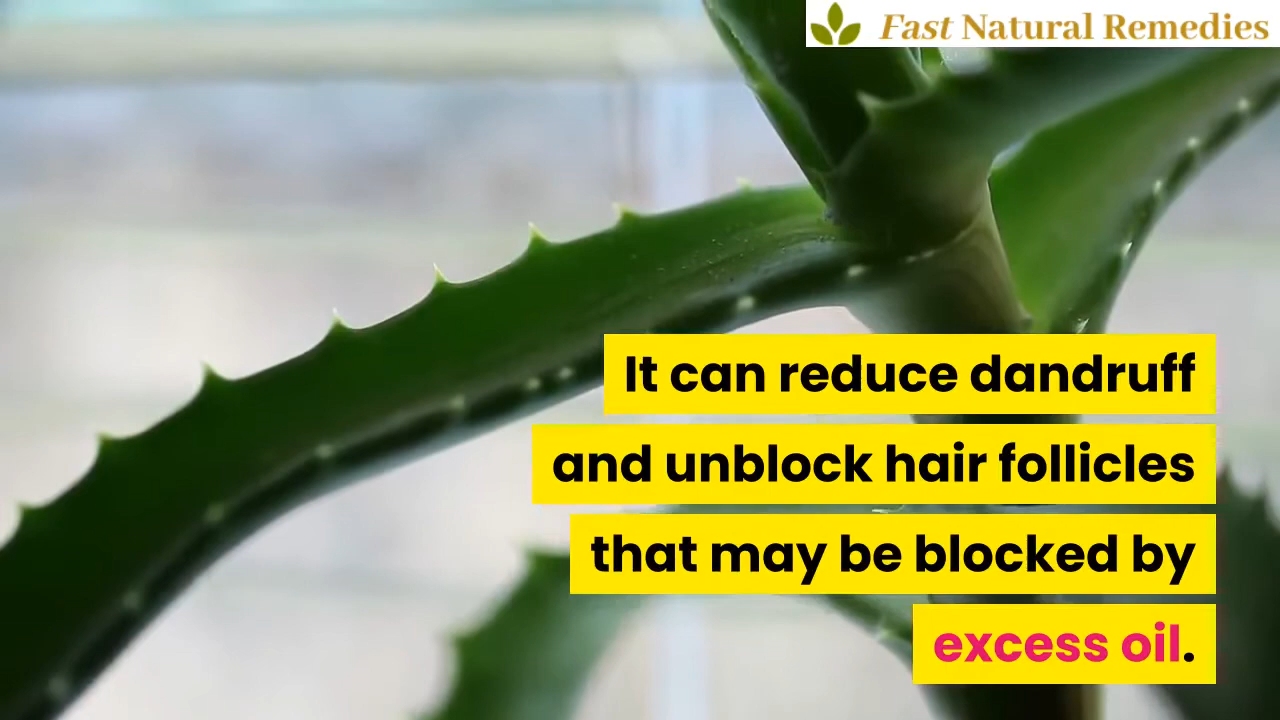 Fast Natural Remedies
It can reduce dandruff
and unblock hair follicles
that may be blocked by
excess oil.